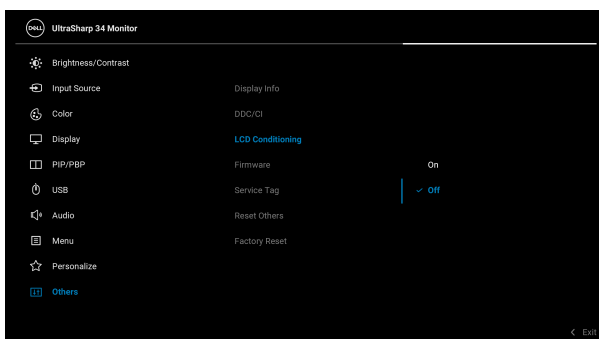 DELL UltraSharp 34 Monitor
Brightness/Contrast
Input Source
Color
Display
PIP/PBP
USB
Audio
Menu
Personalize
Others
Display Info
DDC/CI
LCD Conditioning
Firmware
Service Tag
Reset Others
Factory Reset
On
Off
Exit